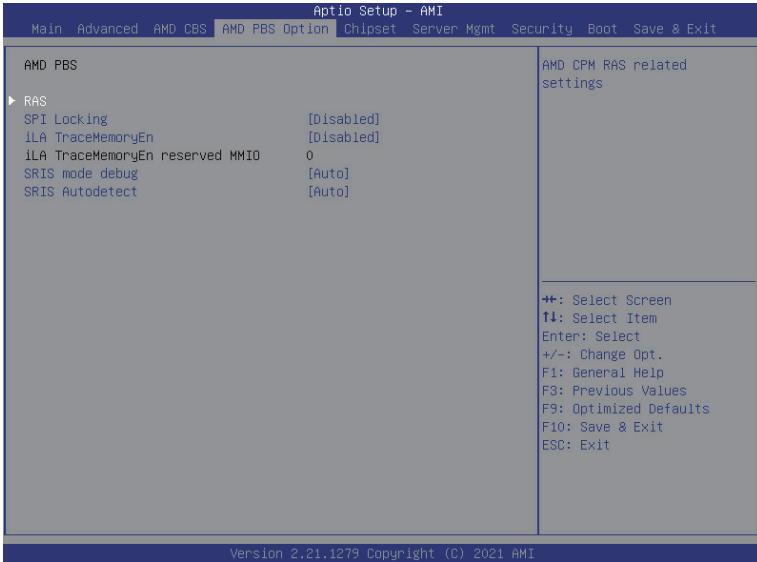 Aptio Setup – AMI
Main Advanced AMD CBS AMD PBS Option Chipset Server Mgmt Security Boot Save & Exit
AMD PBS
RAS
SPI Locking [Disabled]
iLA TraceMemoryEn [Disabled]
iLA TraceMemoryEn reserved MMIO 0
SRIS mode debug [Auto]
SRIS Autodetect [Auto]
AMD CPM RAS related
settings
→←: Select Screen
↑↓: Select Item
Enter: Select
+/-: Change Opt.
F1: General Help
F3: Previous Values
F9: Optimized Defaults
F10: Save & Exit
ESC: Exit
Version 2.21.1279 Copyright (C) 2021 AMI